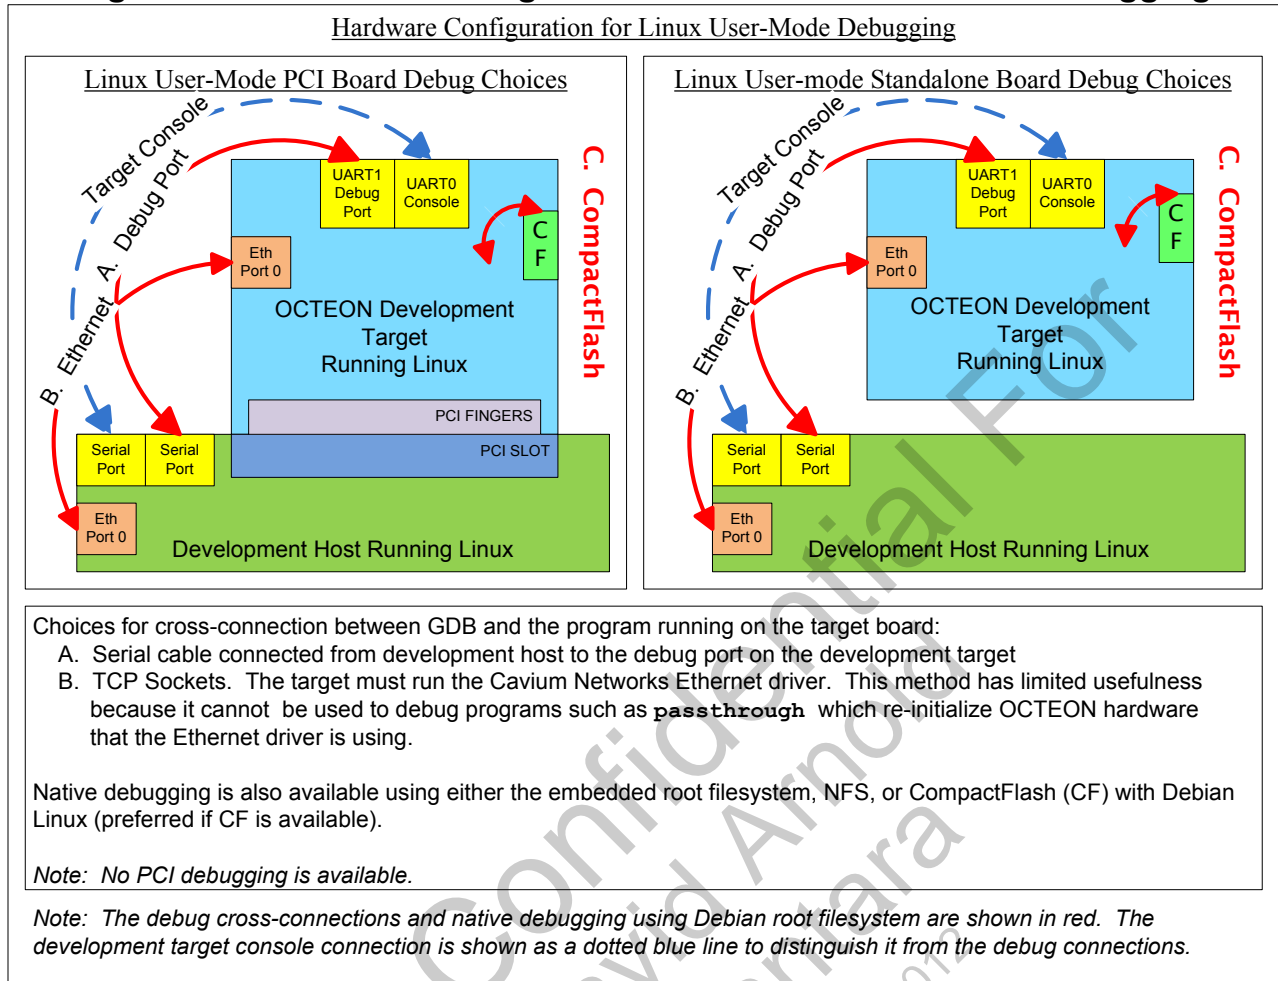 Hardware Configuration for Linux User-Mode Debugging
Linux User-Mode PCI Board Debug Choices
Target Console
A. Debug Port
B. Ethernet
UART1
Debug
Port
UART0
Console
C
F
C. CompactFlash
Eth
Port 0
OCTEON Development
Target
Running Linux
PCI FINGERS
PCI SLOT
Serial
Port
Serial
Port
Eth
Port 0
Development Host Running Linux
Linux User-mode Standalone Board Debug Choices
Target Console
A. Debug Port
B. Ethernet
UART1
Debug
Port
UART0
Console
C
F
C. CompactFlash
Eth
Port 0
OCTEON Development
Target
Running Linux
Serial
Port
Serial
Port
Eth
Port 0
Development Host Running Linux
Choices for cross-connection between GDB and the program running on the target board:
A. Serial cable connected from development host to the debug port on the development target
B. TCP Sockets. The target must run the Cavium Networks Ethernet driver. This method has limited usefulness
because it cannot be used to debug programs such as passthrough which re-initialize OCTEON hardware
that the Ethernet driver is using.
Native debugging is also available using either the embedded root filesystem, NFS, or CompactFlash (CF) with Debian
Linux (preferred if CF is available).
Note: No PCI debugging is available.
Note: The debug cross-connections and native debugging using Debian root filesystem are shown in red. The
development target console connection is shown as a dotted blue line to distinguish it from the debug connections.
Confidential For
Arnold
2012